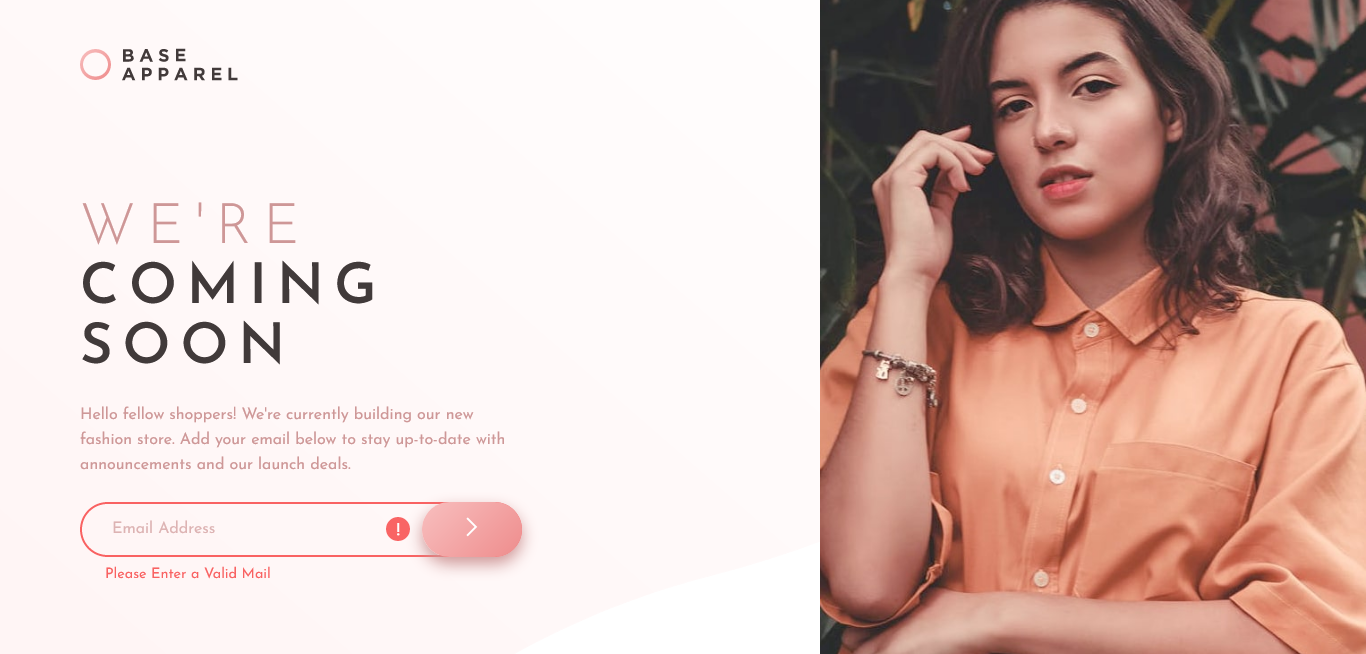 BASE
APPAREL
WE'RE
COMING
SOON
Hello fellow shoppers! We're currently building our new
fashion store. Add your email below to stay up-to-date with
announcements and our launch deals.
Email Address
!
Please Enter a Valid Mail